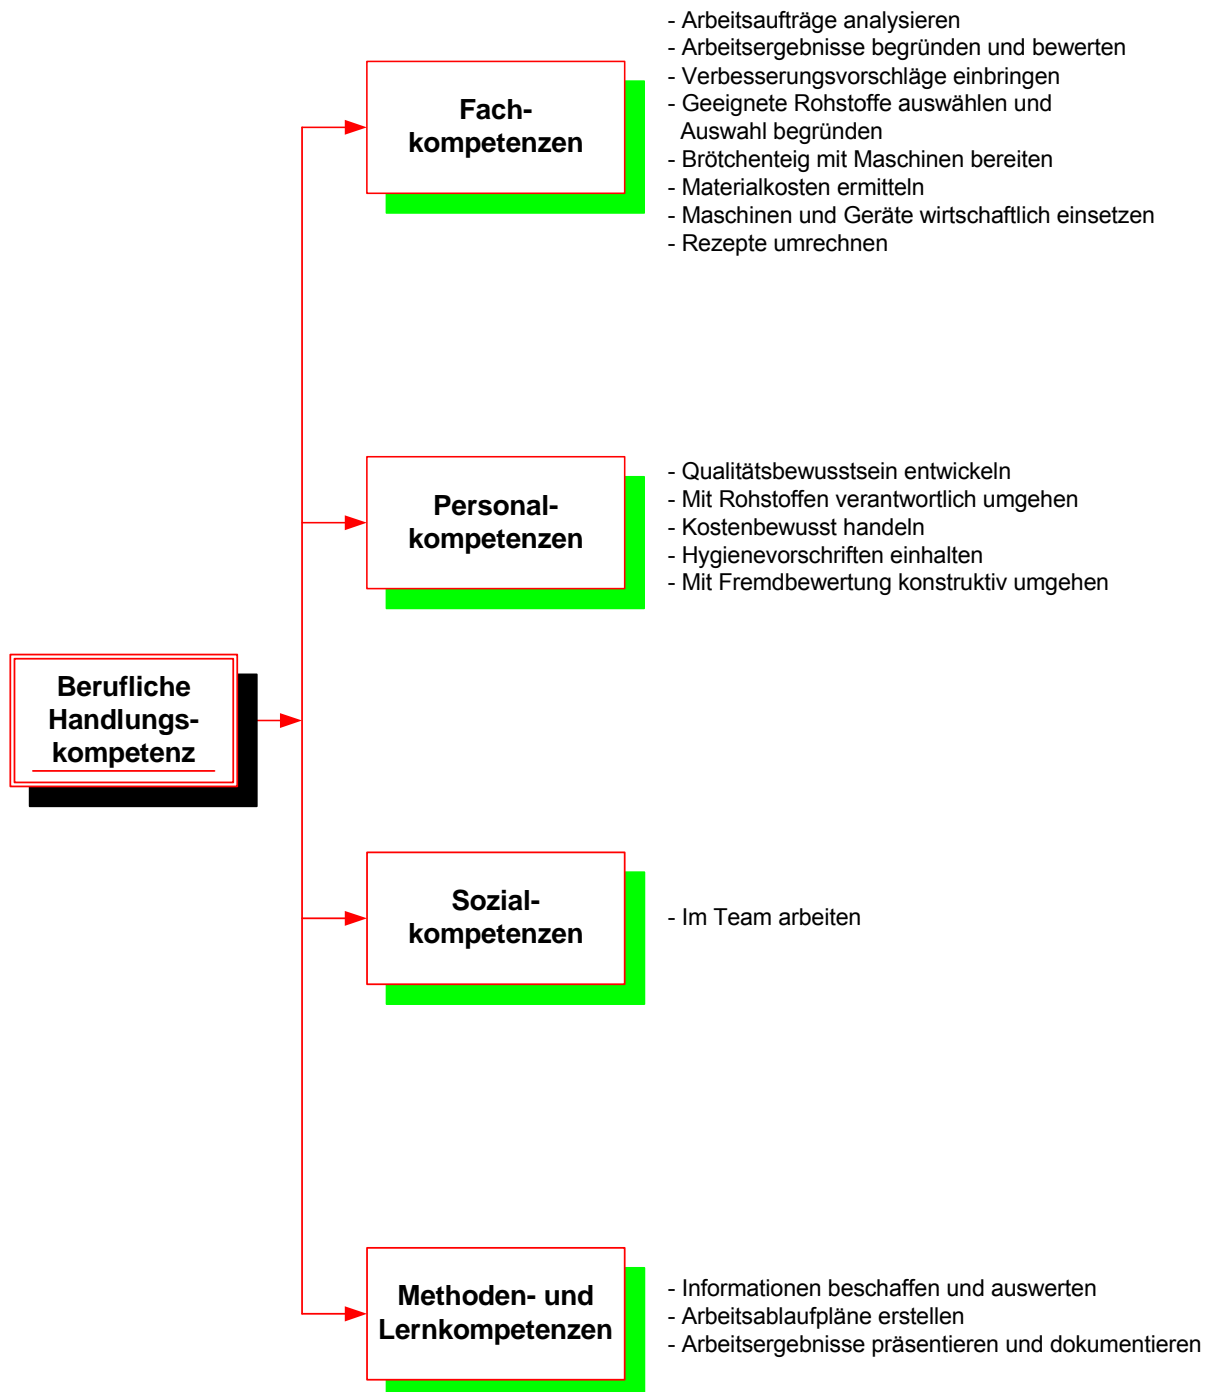 - Arbeitsaufträge analysieren
- Arbeitsergebnisse begründen und bewerten
- Verbesserungsvorschläge einbringen
- Geeignete Rohstoffe auswählen und
Auswahl begründen
- Brötchenteig mit Maschinen bereiten
- Materialkosten ermitteln
- Maschinen und Geräte wirtschaftlich einsetzen
- Rezepte umrechnen
Fach-
kompetenzen
- Qualitätsbewusstsein entwickeln
- Mit Rohstoffen verantwortlich umgehen
- Kostenbewusst handeln
- Hygienevorschriften einhalten
- Mit Fremdbewertung konstruktiv umgehen
Personal-
kompetenzen
Berufliche
Handlungs-
kompetenz
Sozial-
kompetenzen
- Im Team arbeiten
Methoden- und
Lernkompetenzen
- Informationen beschaffen und auswerten
- Arbeitsablaufpläne erstellen
- Arbeitsergebnisse präsentieren und dokumentieren